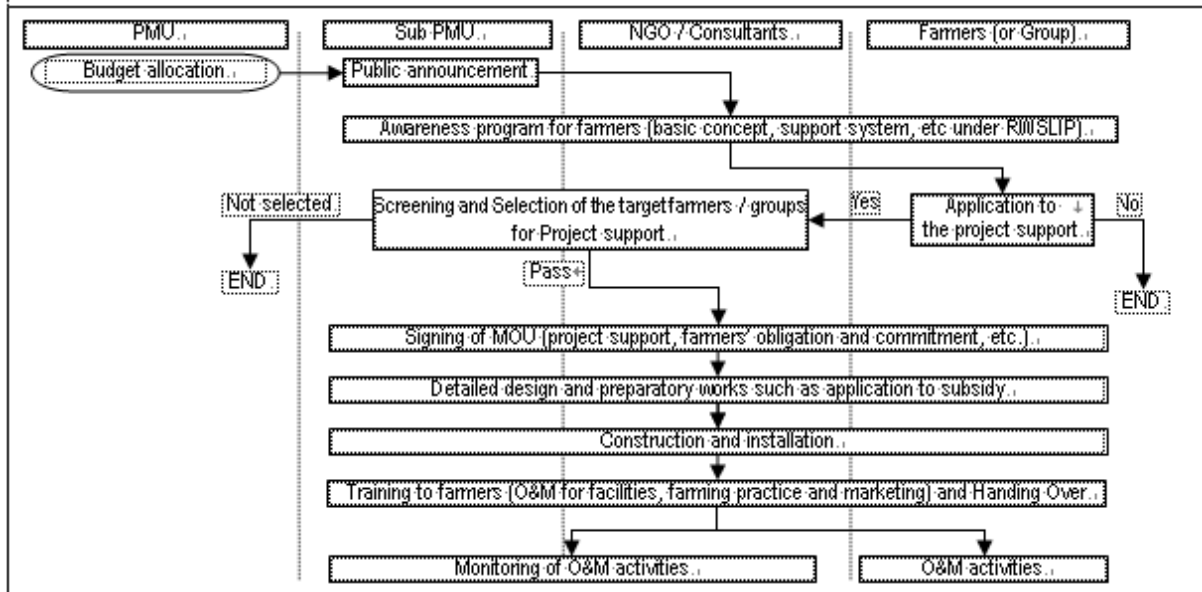 PMU
Sub PMU
NGO / Consultants
Farmers (or Group)
Budget allocation
Public announcement
Awareness program for farmers (basic concept, support system, etc under RWSLIP)
Not selected
Screening and Selection of the target farmers / groups
for Project support
Yes
Application to
the project support
No
END
Pass
END
Signing of MOU (project support, farmers' obligation and commitment, etc.)
Detailed design and preparatory works such as application to subsidy
Construction and installation
Training to farmers (O&M for facilities, farming practice and marketing) and Handing Over
Monitoring of O&M activities
O&M activities